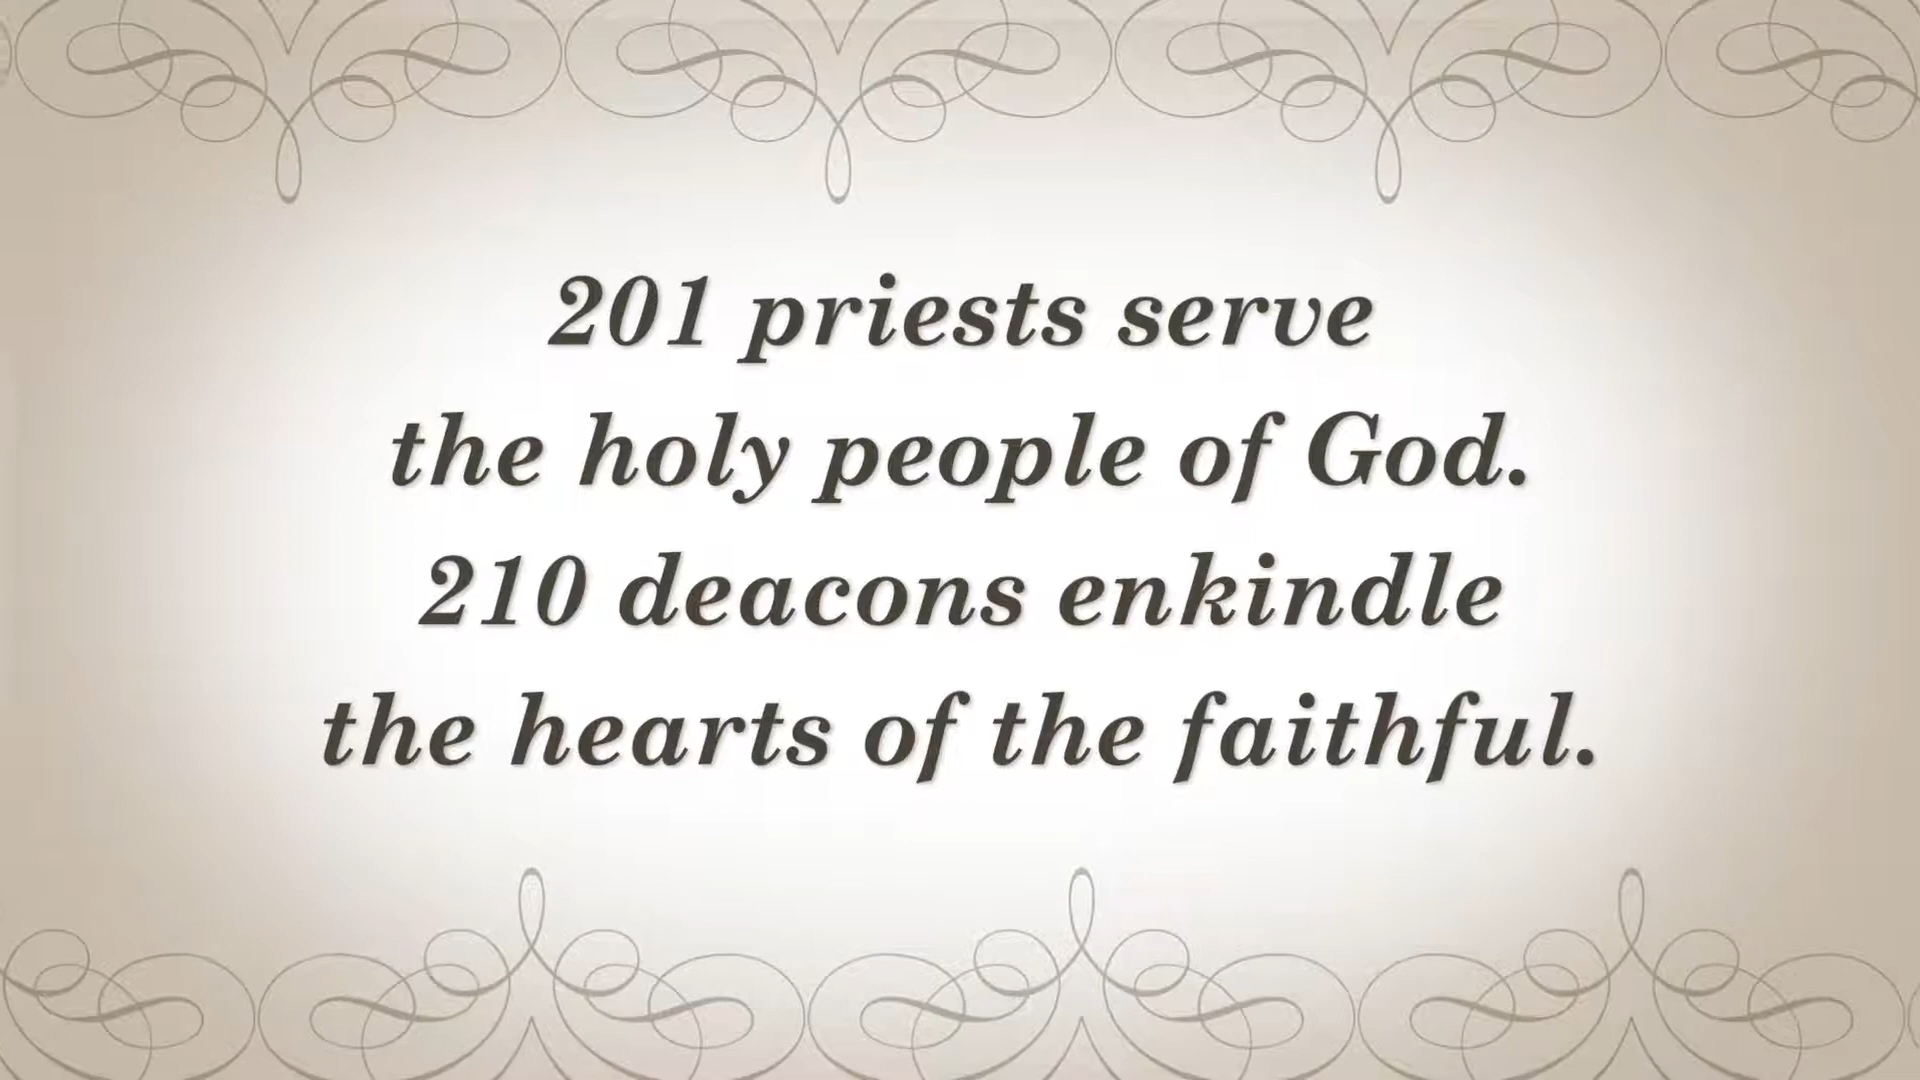 201 priests serve
the holy people of God.
210 deacons enkindle
the hearts of the faithful.